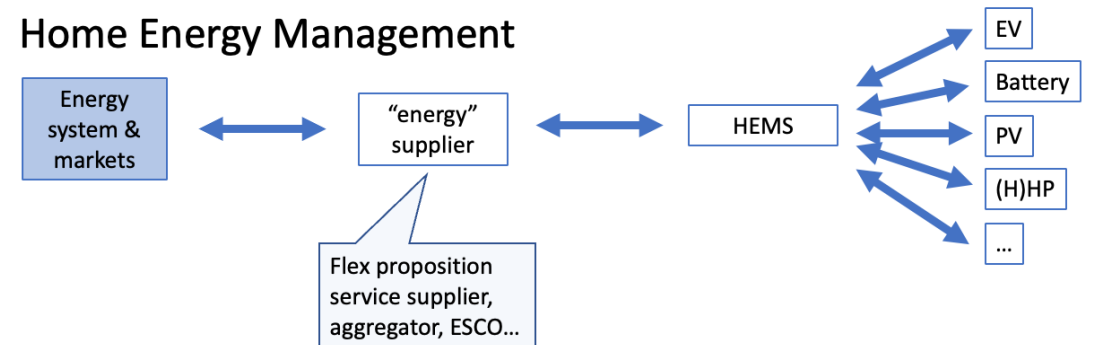 Home Energy Management
Energy
system &
markets
“energy”
supplier
HEMS
EV
Battery
PV
(H)HP
...
Flex proposition
service supplier,
aggregator, ESCO...